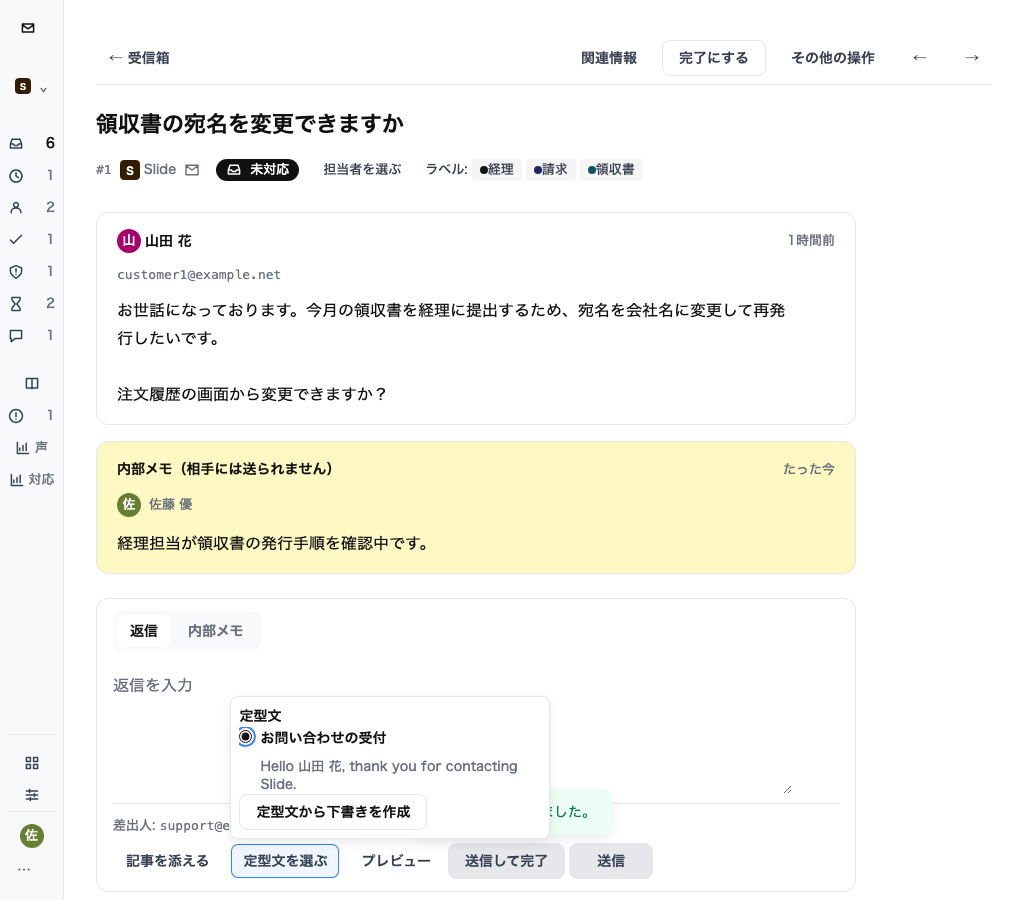 S
6
1
2
1
1
2
1
1
声
対応
佐
…
← 受信箱
関連情報
完了にする
その他の操作
←
→
領収書の宛名を変更できますか
#1 S Slide 未対応 担当者を選ぶ ラベル: 経理 請求 領収書
山 山田 花
1時間前
customer1@example.net
お世話になっております。今月の領収書を経理に提出するため、宛名を会社名に変更して再発
行したいです。
注文履歴の画面から変更できますか？
内部メモ（相手には送られません）
たった今
佐 佐藤 優
経理担当が領収書の発行手順を確認中です。
返信
内部メモ
返信を入力
定型文
お問い合わせの受付
Hello 山田 花, thank you for contacting
Slide.
定型文から下書きを作成
した。
差出人: support@e
記事を添える
定型文を選ぶ
プレビュー
送信して完了
送信